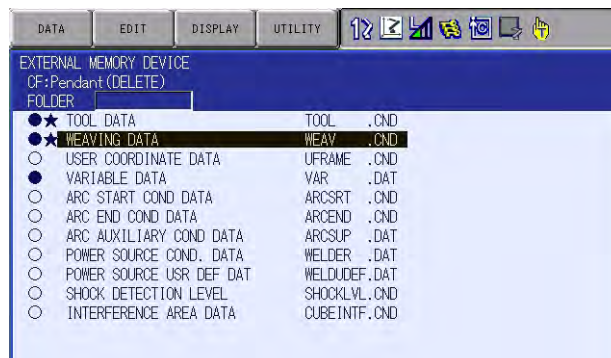 DATA EDIT DISPLAY UTILITY
EXTERNAL MEMORY DEVICE
CF:Pendant(DELETE)
FOLDER
●★ TOOL DATA TOOL .CND
●★ WEAVING DATA WEAV .CND
○ USER COORDINATE DATA UFRAME .CND
● VARIABLE DATA VAR .DAT
○ ARC START COND DATA ARCSRT .CND
○ ARC END COND DATA ARCEND .CND
○ ARC AUXILIARY COND DATA ARCSUP .DAT
○ POWER SOURCE COND. DATA WELDER .DAT
○ POWER SOURCE USR DEF DAT WELDUDEF.DAT
○ SHOCK DETECTION LEVEL SHOCKLVL.CND
○ INTERFERENCE AREA DATA CUBEINTF.CND